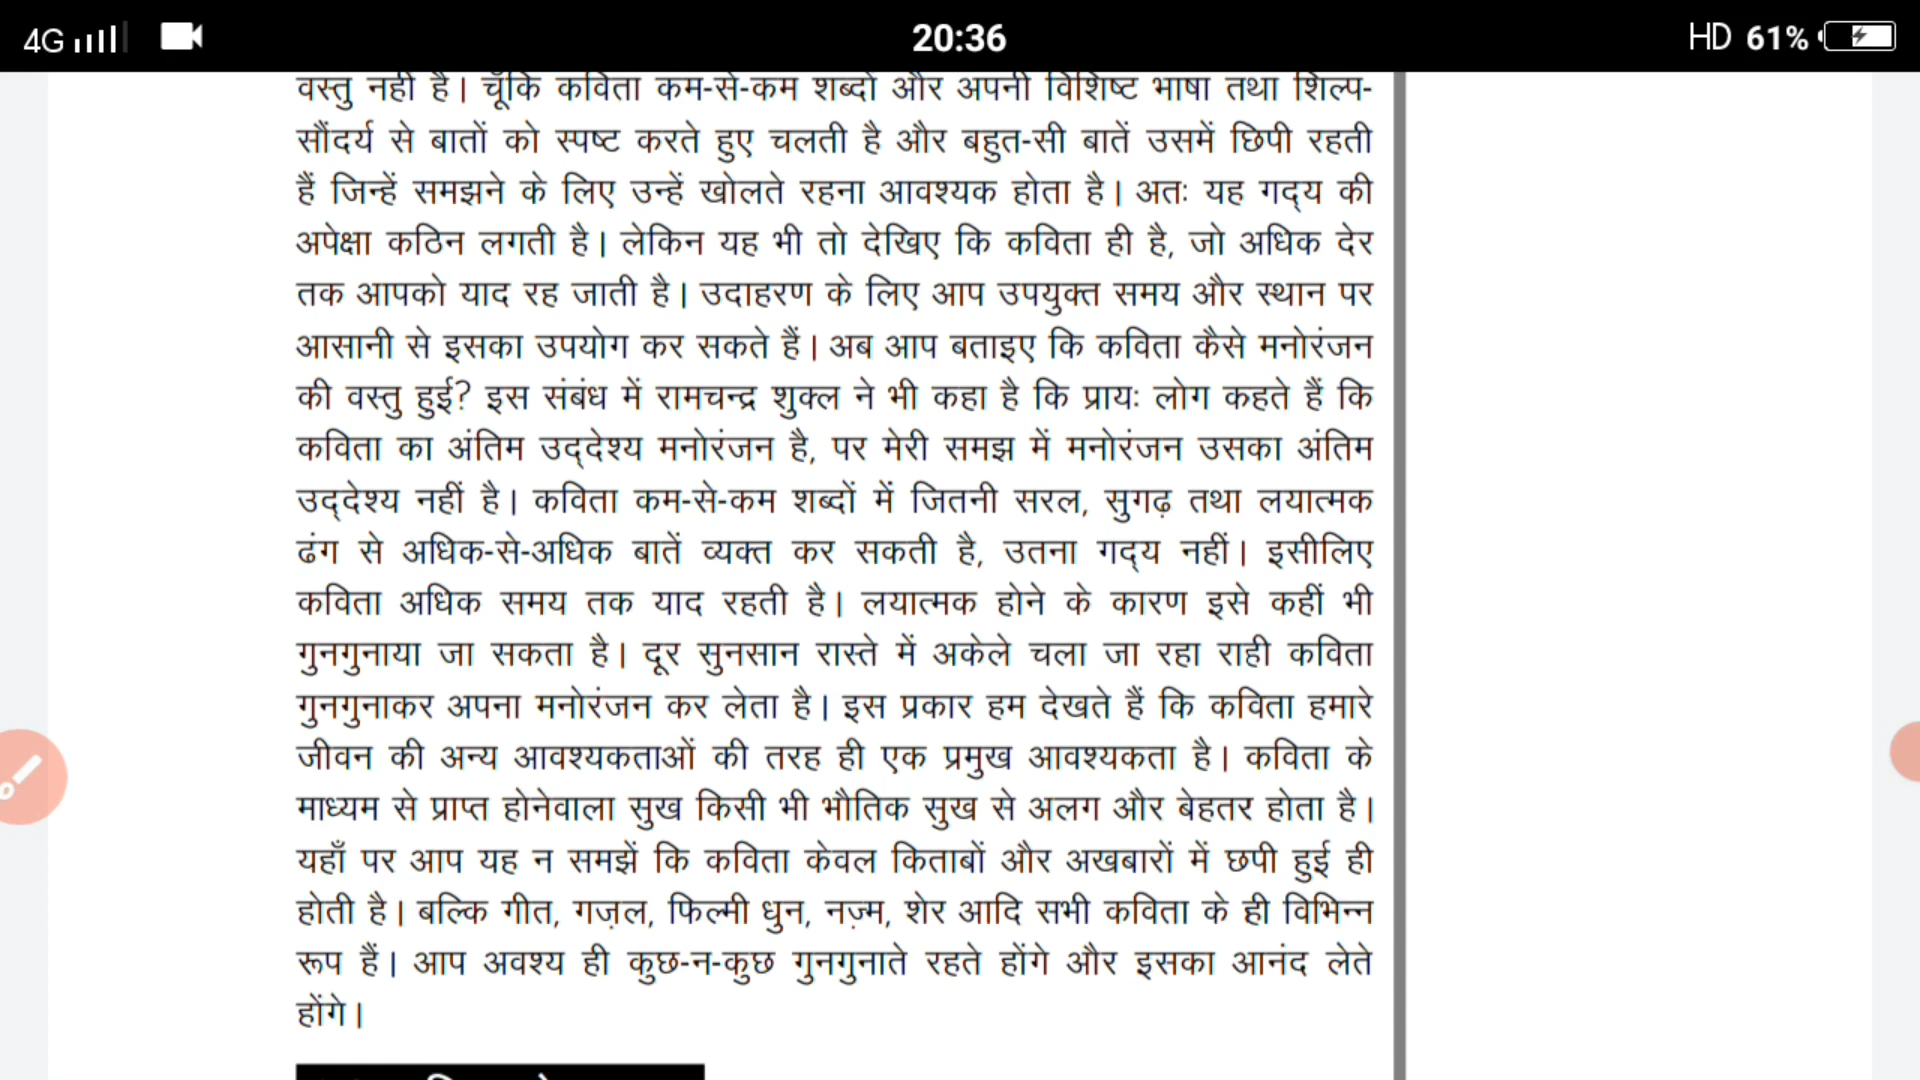 4G 20:36 HD 61%
वस्तु नहीं है। चूँकि कविता कम-से-कम शब्दों और अपनी विशिष्ट भाषा तथा शिल्प-
सौंदर्य से बातों को स्पष्ट करते हुए चलती है और बहुत-सी बातें उसमें छिपी रहती
हैं जिन्हें समझने के लिए उन्हें खोलते रहना आवश्यक होता है। अतः यह गद्‌य की
अपेक्षा कठिन लगती है। लेकिन यह भी तो देखिए कि कविता ही है, जो अधिक देर
तक आपको याद रह जाती है। उदाहरण के लिए आप उपयुक्त समय और स्थान पर
आसानी से इसका उपयोग कर सकते हैं। अब आप बताइए कि कविता कैसे मनोरंजन
की वस्तु हुई? इस संबंध में रामचन्द्र शुक्ल ने भी कहा है कि प्रायः लोग कहते हैं कि
कविता का अंतिम उद्‌देश्य मनोरंजन है, पर मेरी समझ में मनोरंजन उसका अंतिम
उद्‌देश्य नहीं है। कविता कम-से-कम शब्दों में जितनी सरल, सुगढ़ तथा लयात्मक
ढंग से अधिक-से-अधिक बातें व्यक्त कर सकती है, उतना गद्‌य नहीं। इसीलिए
कविता अधिक समय तक याद रहती है। लयात्मक होने के कारण इसे कहीं भी
गुनगुनाया जा सकता है। दूर सुनसान रास्ते में अकेले चला जा रहा राही कविता
गुनगुनाकर अपना मनोरंजन कर लेता है। इस प्रकार हम देखते हैं कि कविता हमारे
जीवन की अन्य आवश्यकताओं की तरह ही एक प्रमुख आवश्यकता है। कविता के
माध्यम से प्राप्त होनेवाला सुख किसी भी भौतिक सुख से अलग और बेहतर होता है।
यहाँ पर आप यह न समझें कि कविता केवल किताबों और अखबारों में छपी हुई ही
होती है। बल्कि गीत, गज़ल, फिल्मी धुन, नज़्म, शेर आदि सभी कविता के ही विभिन्न
रूप हैं। आप अवश्य ही कुछ-न-कुछ गुनगुनाते रहते होंगे और इसका आनंद लेते
होंगे।